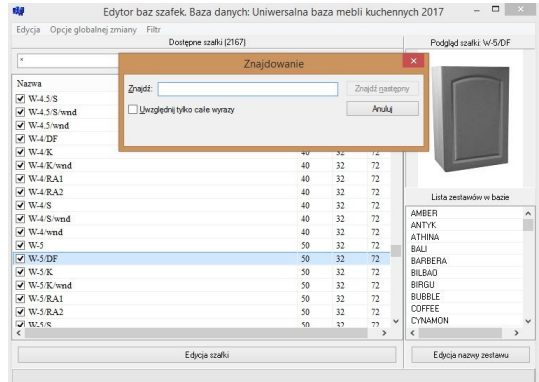 Edytor baz szafek. Baza danych: Uniwersalna baza mebli kuchennych 2017
Edycja Opcje globalnej zmiany Filtr
Dostępne szafki (2167)
Podgląd szafki: W-5/DF
*
Znajdowanie
Znajdź:
Znajdź następny
Uwzględnij tylko całe wyrazy
Anuluj
Nazwa
W-4.5/S
W-4.5/S/wnd
W-4.5/wnd
W-4/DF
W-4/K 40 32 72
W-4/K/wnd 40 32 72
W-4/RA1 40 32 72
W-4/RA2 40 32 72
W-4/S 40 32 72
W-4/S/wnd 40 32 72
W-4/wnd 40 32 72
W-5 50 32 72
W-5/DF 50 32 72
W-5/K 50 32 72
W-5/K/wnd 50 32 72
W-5/RA1 50 32 72
W-5/RA2 50 32 72
W-5/S 50 32 72
Lista zestawów w bazie
AMBER
ANTYK
ATHINA
BALI
BARBERA
BILBAO
BIRGU
BUBBLE
COFFEE
CYNAMON
Edycja szafki
Edycja nazwy zestawu